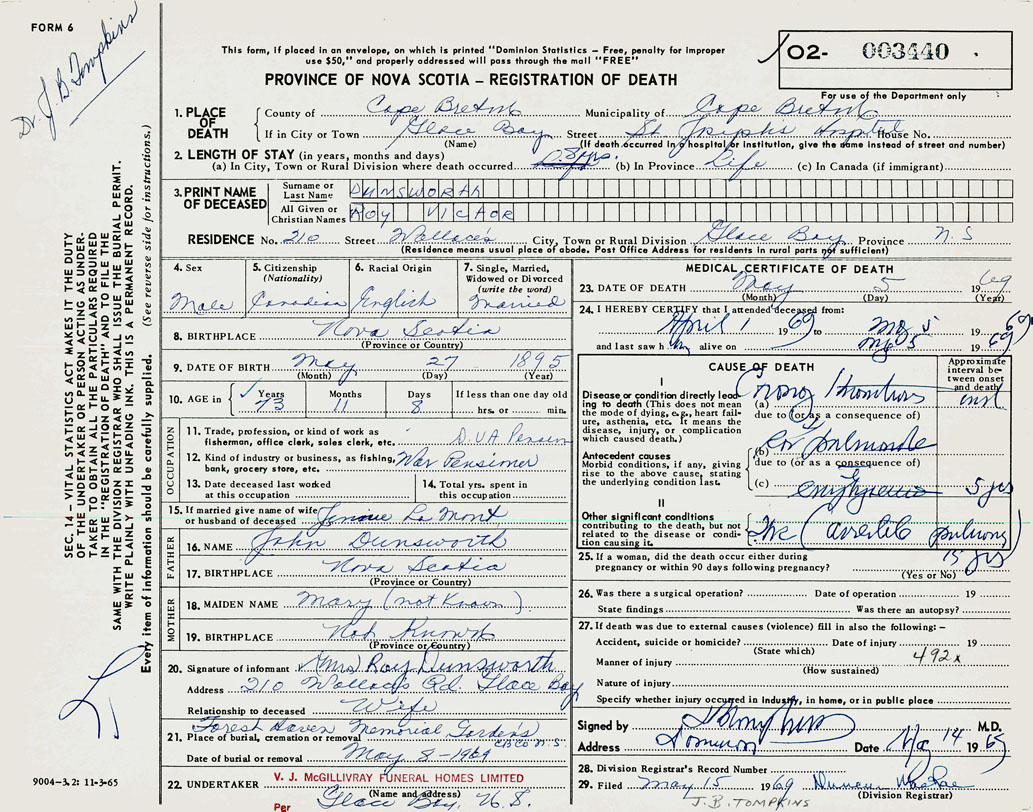 FORM 6
Dr. J. B. Tompkins
This form, if placed in an envelope, on which is printed "Dominion Statistics – Free, penalty for improper
use $50," and properly addressed will pass through the mail "FREE"
PROVINCE OF NOVA SCOTIA – REGISTRATION OF DEATH
02- 003440
For use of the Department only
1. PLACE OF DEATH
County of Cape Breton Municipality of Cape Breton
If in City or Town Glace Bay Street St Josephs Hospital House No.
(Name) (If death occurred in a hospital or institution, give the name instead of street and number)
2. LENGTH OF STAY (in years, months and days)
(a) In City, Town or Rural Division where death occurred (b) In Province Life (c) In Canada (if immigrant)
3. PRINT NAME OF DECEASED
Surname or Last Name DUNSWORTH
All Given or Christian Names ROY VICTOR
RESIDENCE No. 210 Street Wallace's City, Town or Rural Division Glace Bay Province N.S
(Residence means usual place of abode. Post Office Address for residents in rural parts not sufficient)
4. Sex Male
5. Citizenship (Nationality) Canadian
6. Racial Origin English
7. Single, Married, Widowed or Divorced (write the word) Married
8. BIRTHPLACE Nova Scotia
(Province or Country)
9. DATE OF BIRTH May 27 1895
(Month) (Day) (Year)
10. AGE in Years 73 Months 11 Days 8 If less than one day old
hrs. or min.
OCCUPATION
11. Trade, profession, or kind of work as
fisherman, office clerk, sales clerk, etc. D.V.A Pension
12. Kind of industry or business, as fishing,
bank, grocery store, etc. War Pensioner
13. Date deceased last worked
at this occupation
14. Total yrs. spent in
this occupation
15. If married give name of wife
or husband of deceased Jennie La Mont
FATHER
16. NAME John Dunsworth
17. BIRTHPLACE Nova Scotia
(Province or Country)
MOTHER
18. MAIDEN NAME Mary (not Known)
19. BIRTHPLACE Not Known
(Province or Country)
20. Signature of informant Mrs Roy Dunsworth
Address 210 Wallace's Rd. Glace Bay
Relationship to deceased Wife
Forest Haven Memorial Gardens
21. Place of burial, cremation or removal CB Co N.S.
Date of burial or removal May 8-1969
22. UNDERTAKER V. J. McGILLIVRAY FUNERAL HOMES LIMITED
(Name and address)
Per Glace Bay, N.S.
MEDICAL CERTIFICATE OF DEATH
23. DATE OF DEATH May 5 1969
(Month) (Day) (Year)
24. I HEREBY CERTIFY that I attended deceased from:
April 1 1969 to May 5 1969
and last saw him alive on May 5 1969
CAUSE OF DEATH
Approximate interval between onset and death
I
Disease or condition directly leading to death (This does not mean the mode of dying, e.g., heart failure, asthenia, etc. It means the disease, injury, or complication which caused death.)
(a)
due to (or as a consequence of)
Antecedent causes
Morbid conditions, if any, giving rise to the above cause, stating the underlying condition last.
(b) Cor pulmonale
due to (or as a consequence of)
(c) 5 yrs
II
Other significant conditions
contributing to the death, but not related to the disease or condition causing it.
15 yrs
25. If a woman, did the death occur either during
pregnancy or within 90 days following pregnancy?
(Yes or No)
26. Was there a surgical operation? Date of operation 19
State findings Was there an autopsy?
27. If death was due to external causes (violence) fill in also the following: –
Accident, suicide or homicide? Date of injury 19
(State which)
492x
Manner of injury
(How sustained)
Nature of injury
Specify whether injury occurred in Industry, in home, or in public place
Signed by M.D.
Address Dominion Date May 14 1969
28. Division Registrar's Record Number
29. Filed May 15 1969
(Division Registrar)
J.B. TOMPKINS
SEC. 14 – VITAL STATISTICS ACT MAKES IT THE DUTY
OF THE UNDERTAKER OR PERSON ACTING AS UNDER-
TAKER TO OBTAIN ALL THE PARTICULARS REQUIRED
IN THE "REGISTRATION OF DEATH" AND TO FILE THE
SAME WITH THE DIVISION REGISTRAR WHO SHALL ISSUE THE BURIAL PERMIT.
WRITE PLAINLY WITH UNFADING INK. THIS IS A PERMANENT RECORD.
Every item of information should be carefully supplied. (See reverse side for instructions.)
9004-3.2: 11-3-65